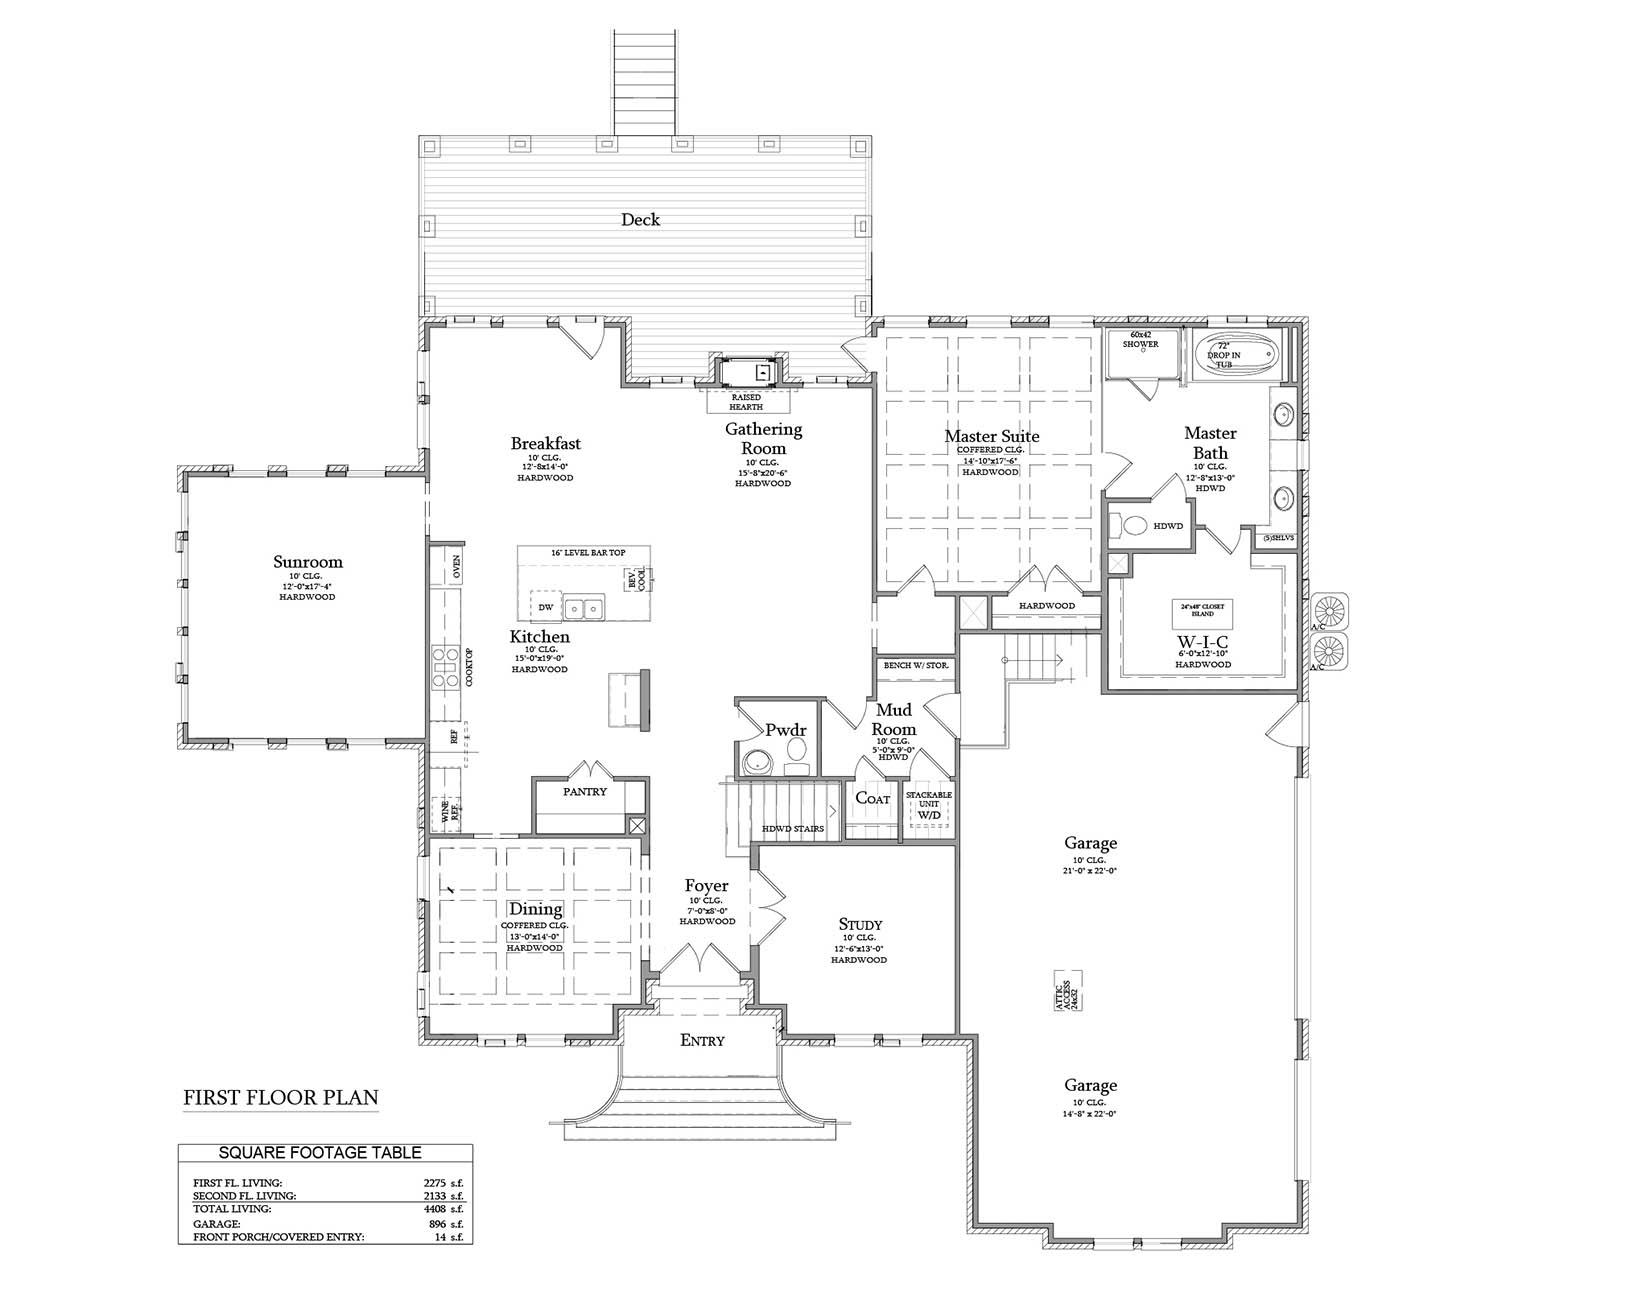 Deck
60x42
SHOWER
72"
DROP IN
TUB
RAISED
HEARTH
Gathering
Room
10' CLG.
15'-8"x20'-6"
HARDWOOD
Breakfast
10' CLG.
12'-8x14'-0"
HARDWOOD
Master Suite
COFFERED CLG.
14'-10"x17'-6"
HARDWOOD
Master
Bath
10' CLG.
12'-8"x13'-0"
HDWD
HDWD
(5)SHLVS
Sunroom
10' CLG.
12'-0"x17'-4"
HARDWOOD
OVEN
16" LEVEL BAR TOP
BEV.
COOL.
DW
HARDWOOD
24"x48" CLOSET
ISLAND
W-I-C
6'-0"x12'-10"
HARDWOOD
A/C
A/C
Kitchen
10' CLG.
15'-0"x19'-0"
HARDWOOD
COOKTOP
BENCH W/ STOR.
Mud
Room
10' CLG.
5'-0"x 9'-0"
HDWD
Pwdr
REF
PANTRY
WINE
REF.
COAT
STACKABLE
UNIT
W/D
HDWD STAIRS
Garage
10' CLG.
21'-0" x 22'-0"
Foyer
10' CLG.
7'-0"x8'-0"
HARDWOOD
Dining
COFFERED CLG.
13'-0"x14'-0"
HARDWOOD
STUDY
10' CLG.
12'-6"x13'-0"
HARDWOOD
ATTIC
ACCESS
24x32
ENTRY
Garage
10' CLG.
14'-8" x 22'-0"
FIRST FLOOR PLAN
SQUARE FOOTAGE TABLE
FIRST FL. LIVING: 2275 s.f.
SECOND FL. LIVING: 2133 s.f.
TOTAL LIVING: 4408 s.f.
GARAGE: 896 s.f.
FRONT PORCH/COVERED ENTRY: 14 s.f.